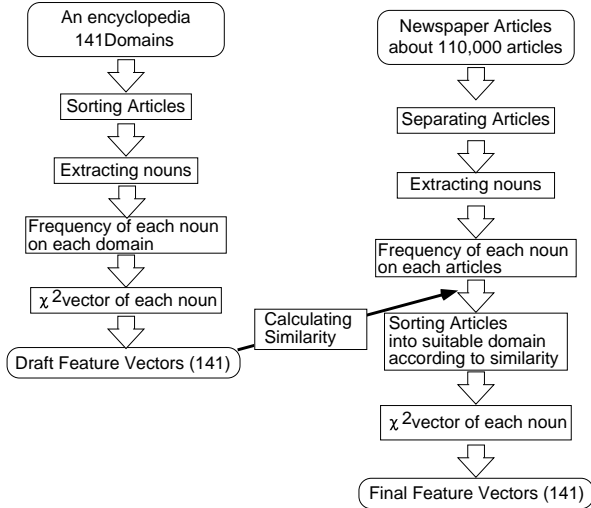 An encyclopedia
141Domains
Sorting Articles
Extracting nouns
Frequency of each noun
on each domain
χ2vector of each noun
Draft Feature Vectors (141)
Calculating
Similarity
Newspaper Articles
about 110,000 articles
Separating Articles
Extracting nouns
Frequency of each noun
on each articles
Sorting Articles
into suitable domain
according to similarity
χ2vector of each noun
Final Feature Vectors (141)